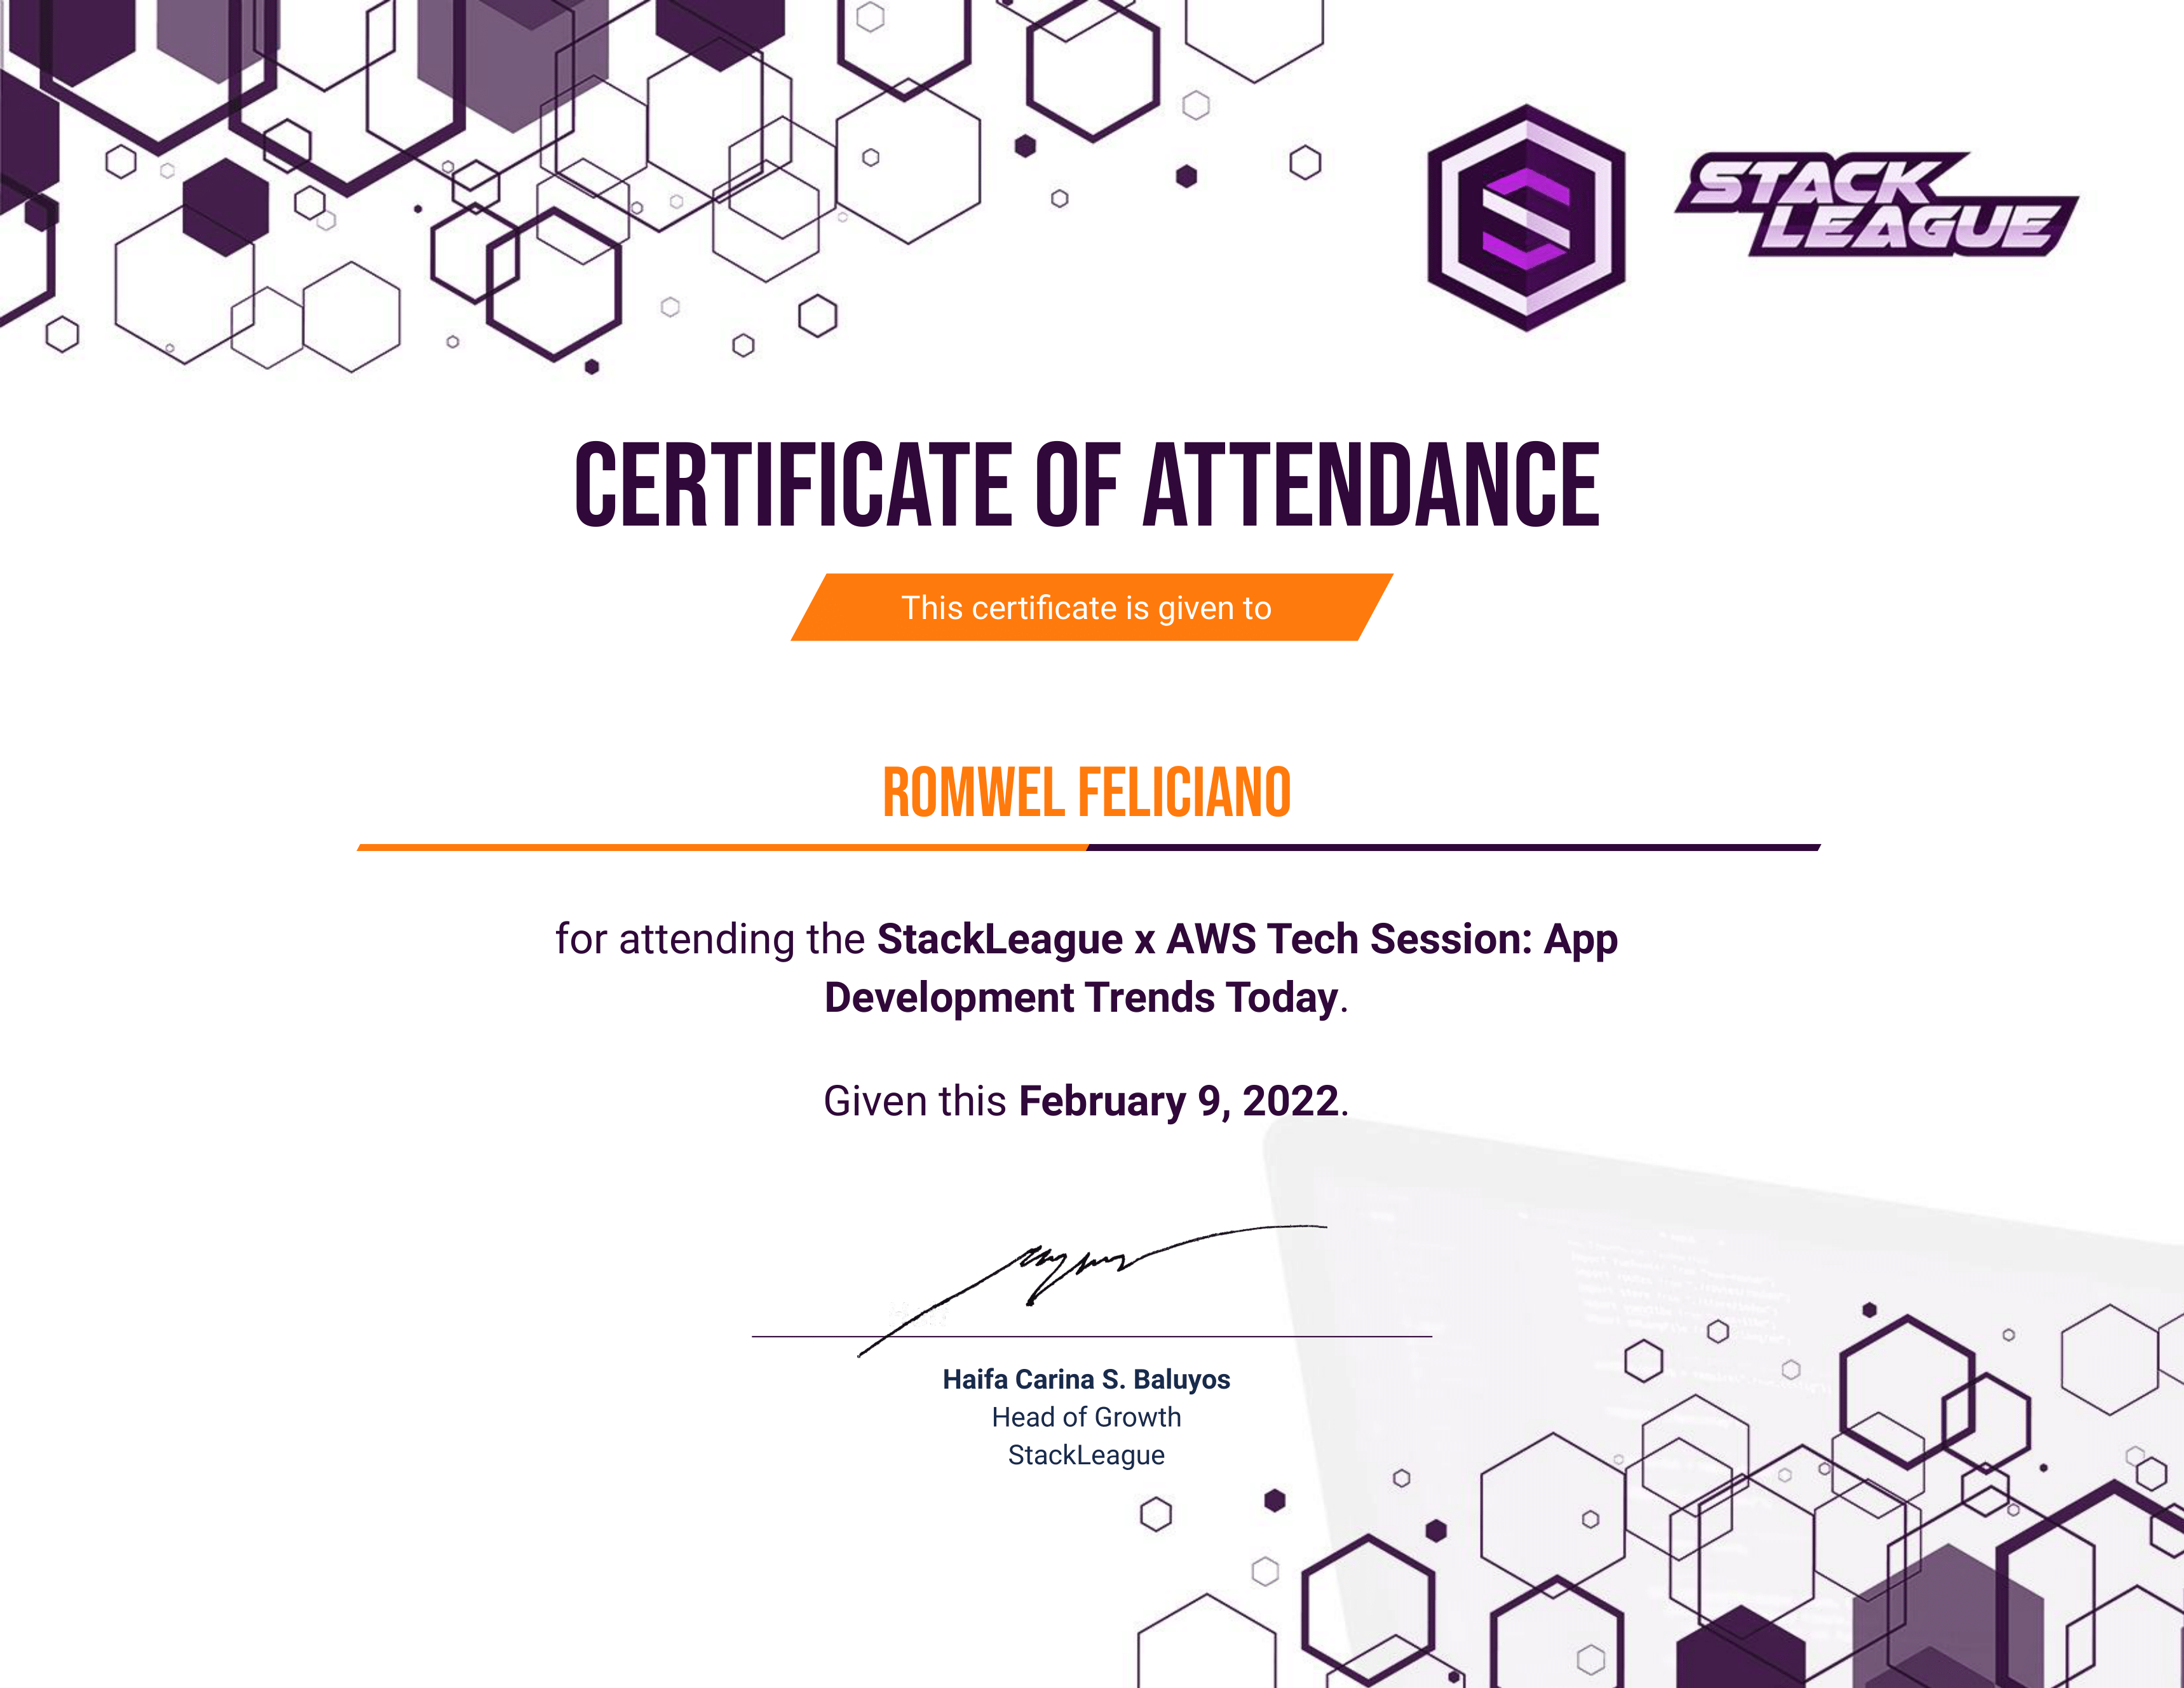 STACK
LEAGUE
CERTIFICATE OF ATTENDANCE
This certificate is given to
ROMWEL FELICIANO
for attending the StackLeague x AWS Tech Session: App
Development Trends Today.
Given this February 9, 2022.
Haifa Carina S. Baluyos
Head of Growth
StackLeague